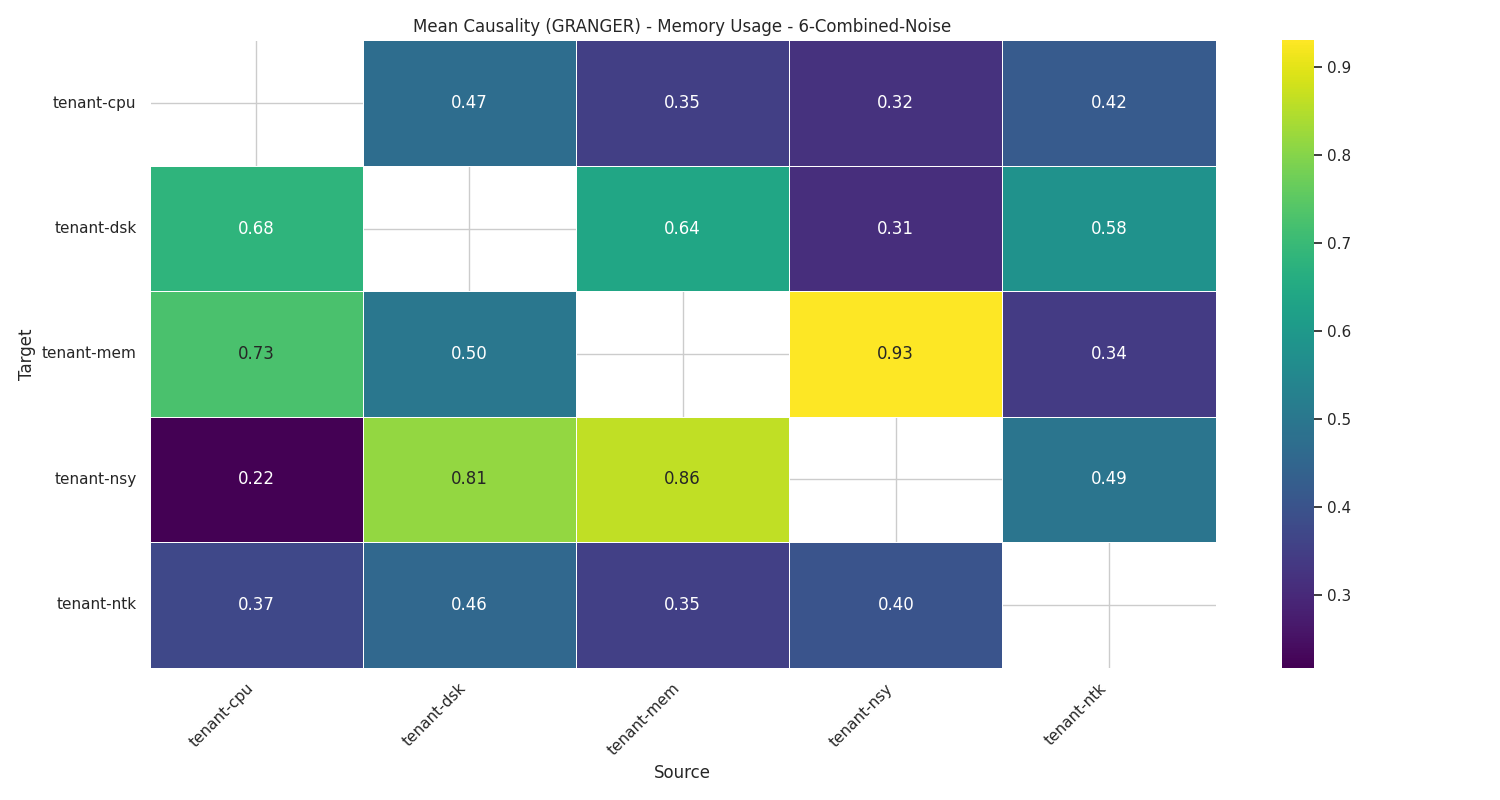 Mean Causality (GRANGER) - Memory Usage - 6-Combined-Noise
tenant-cpu 0.47 0.35 0.32 0.42
tenant-dsk 0.68 0.64 0.31 0.58
tenant-mem 0.73 0.50 0.93 0.34
tenant-nsy 0.22 0.81 0.86 0.49
tenant-ntk 0.37 0.46 0.35 0.40
Target
tenant-cpu tenant-dsk tenant-mem tenant-nsy tenant-ntk
Source
0.9
0.8
0.7
0.6
0.5
0.4
0.3